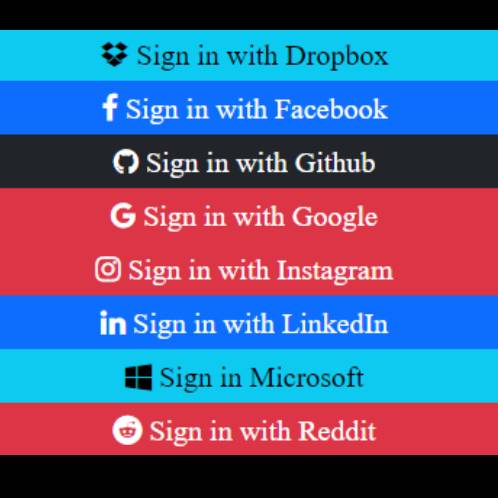 Sign in with Dropbox
Sign in with Facebook
Sign in with Github
Sign in with Google
Sign in with Instagram
Sign in with LinkedIn
Sign in Microsoft
Sign in with Reddit